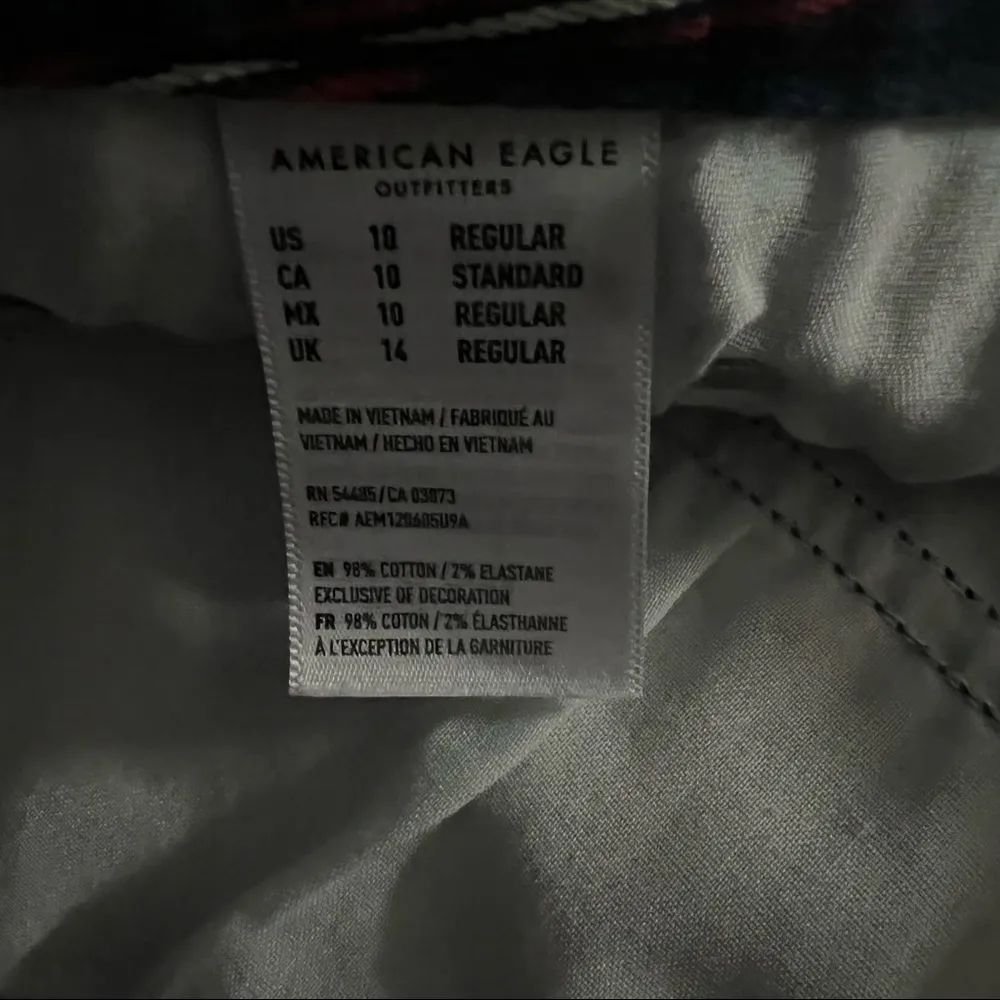 AMERICAN EAGLE
OUTFITTERS
US 10 REGULAR
CA 10 STANDARD
MX 10 REGULAR
UK 14 REGULAR
MADE IN VIETNAM / FABRIQUÉ AU
VIETNAM / HECHO EN VIETNAM
RN 54485/CA 03073
RFC# AEM120605U9A
EN 98% COTTON / 2% ELASTANE
EXCLUSIVE OF DECORATION
FR 98% COTON / 2% ÉLASTHANNE
À L'EXCEPTION DE LA GARNITURE